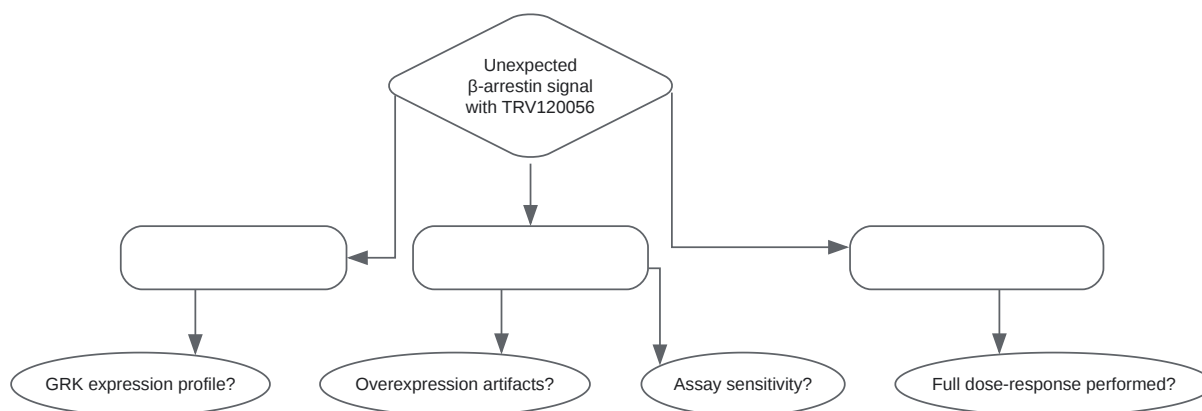 Unexpected
β-arrestin signal
with TRV120056
GRK expression profile?
Overexpression artifacts?
Assay sensitivity?
Full dose-response performed?